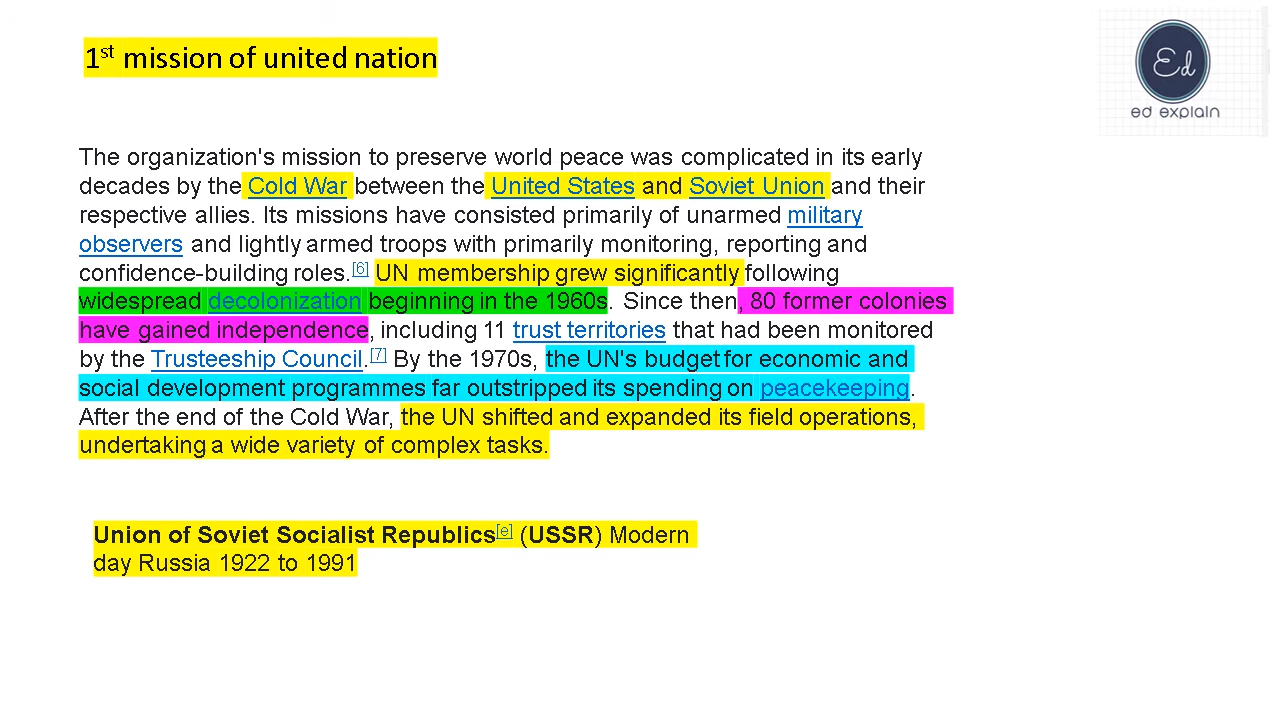 1st mission of united nation
Ed
ed explain
The organization's mission to preserve world peace was complicated in its early
decades by the Cold War between the United States and Soviet Union and their
respective allies. Its missions have consisted primarily of unarmed military
observers and lightly armed troops with primarily monitoring, reporting and
confidence-building roles.[6] UN membership grew significantly following
widespread decolonization beginning in the 1960s. Since then, 80 former colonies
have gained independence, including 11 trust territories that had been monitored
by the Trusteeship Council.[7] By the 1970s, the UN's budget for economic and
social development programmes far outstripped its spending on peacekeeping.
After the end of the Cold War, the UN shifted and expanded its field operations,
undertaking a wide variety of complex tasks.
Union of Soviet Socialist Republics[e] (USSR) Modern
day Russia 1922 to 1991